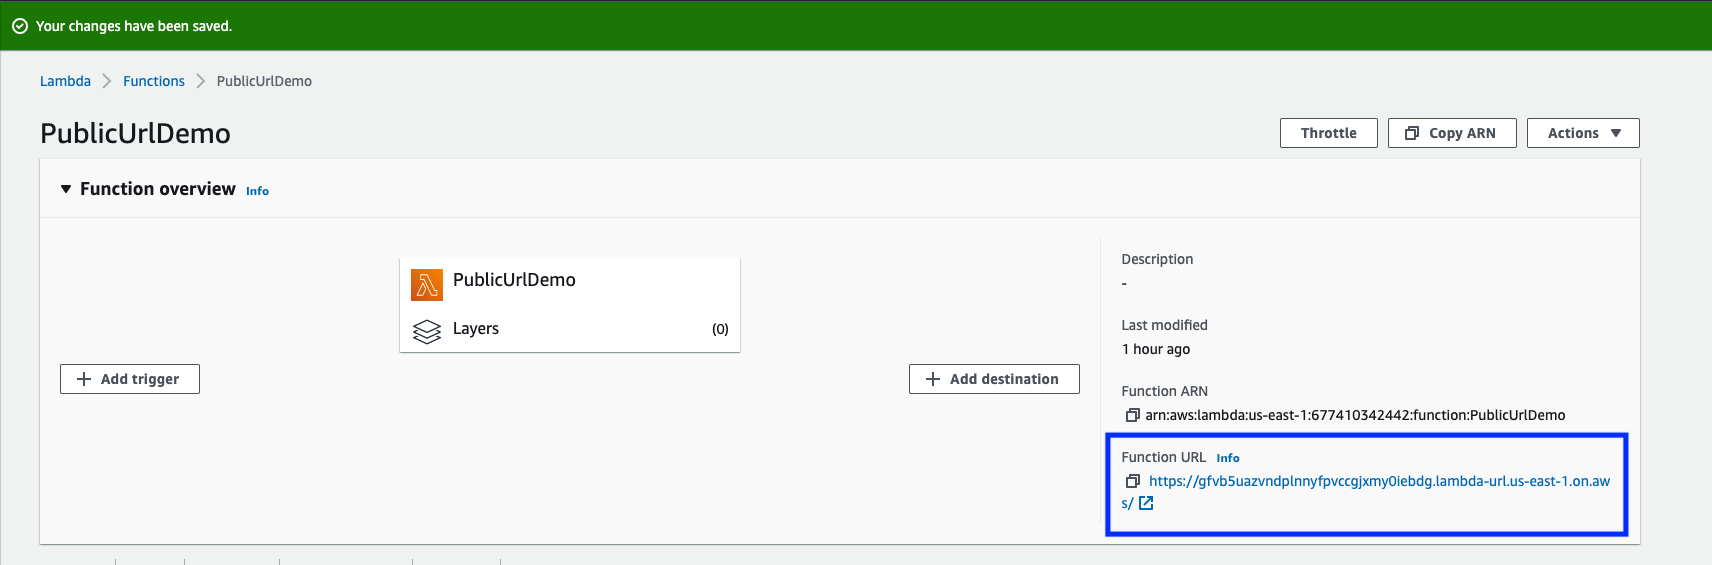 Your changes have been saved.
Lambda
Functions
PublicUrlDemo
PublicUrlDemo
Throttle
Copy ARN
Actions
Function overview Info
PublicUrlDemo
Layers (0)
Add trigger
Add destination
Description
-
Last modified
1 hour ago
Function ARN
arn:aws:lambda:us-east-1:677410342442:function:PublicUrlDemo
Function URL Info
https://gfvb5uazvndplnnyfpvccgjxmy0iebdg.lambda-url.us-east-1.on.aw
s/